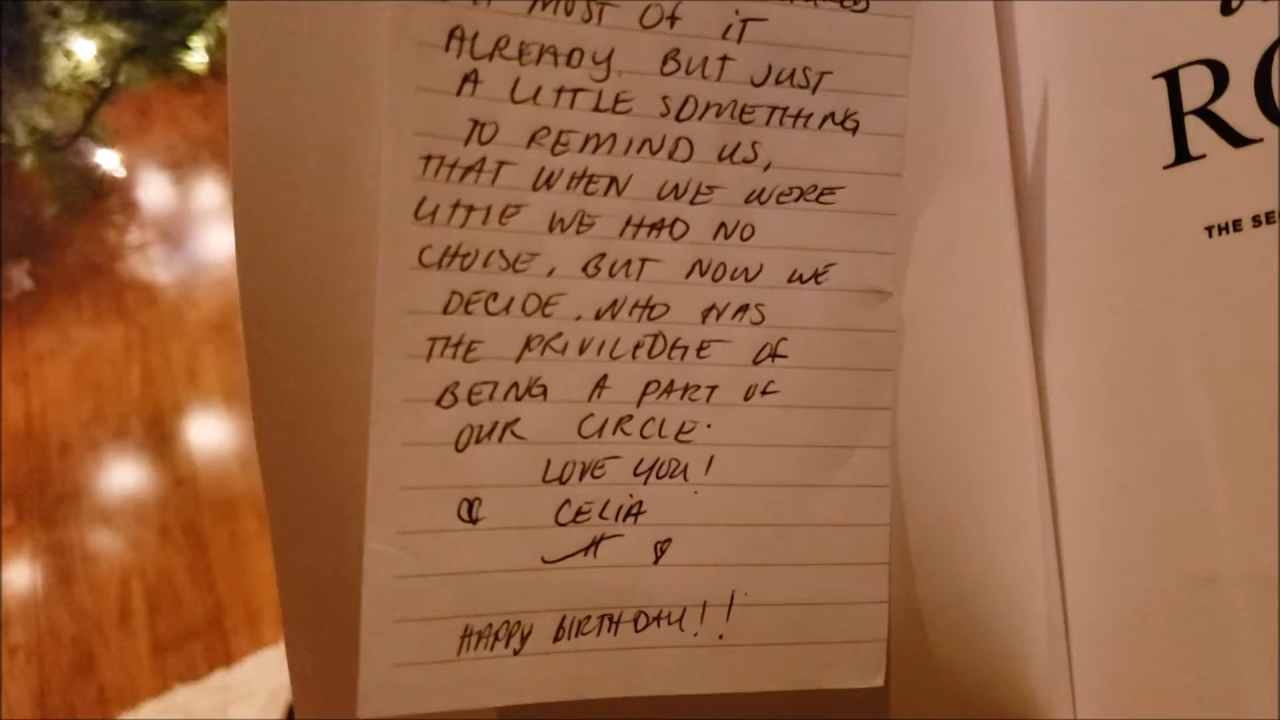 MOST OF iT
ALREADY. BUT JUST
A LITTLE SOMETHING
TO REMIND US,
THAT WHEN WE WERE
LITTLE WE HAD NO
CHOISE, BUT NOW WE
DECIDE, WHO HAS
THE PRIVILEDGE OF
BEING A PART OF
OUR CIRCLE.
LOVE YOU!
CELiA
HAPPY BIRTHDAY!!
THE SE